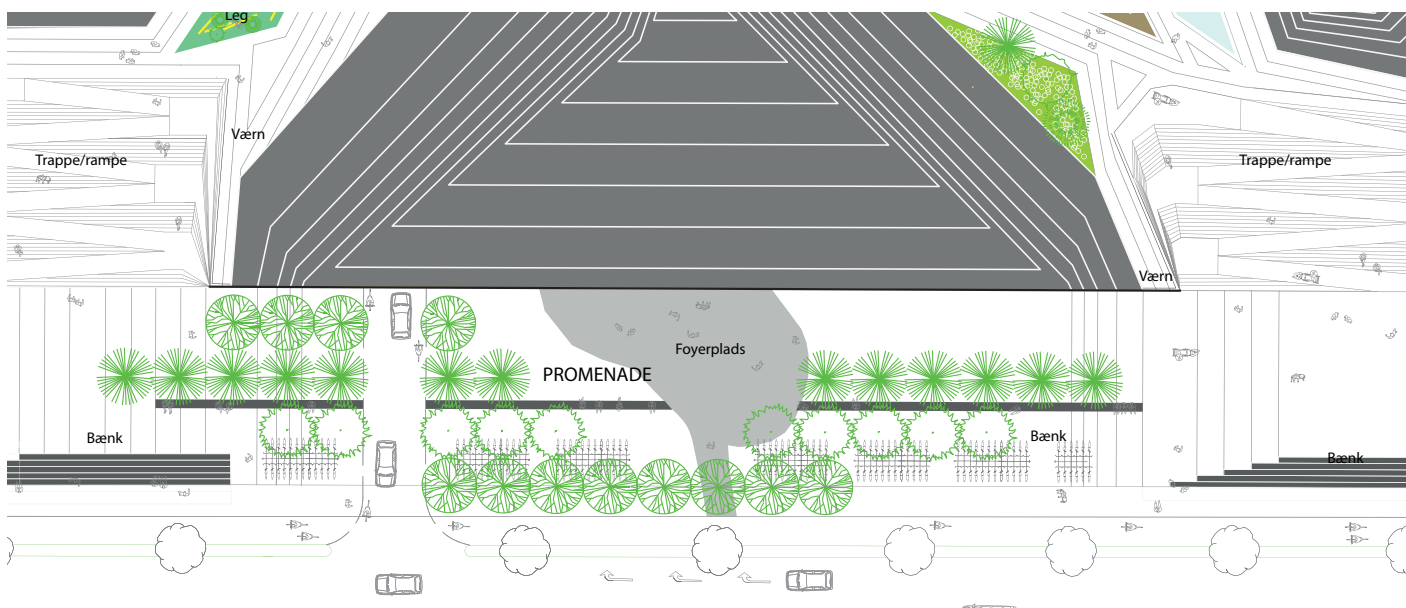 Leg
Værn
Trappe/rampe
Trappe/rampe
Værn
Foyerplads
PROMENADE
Bænk
Bænk
Bænk